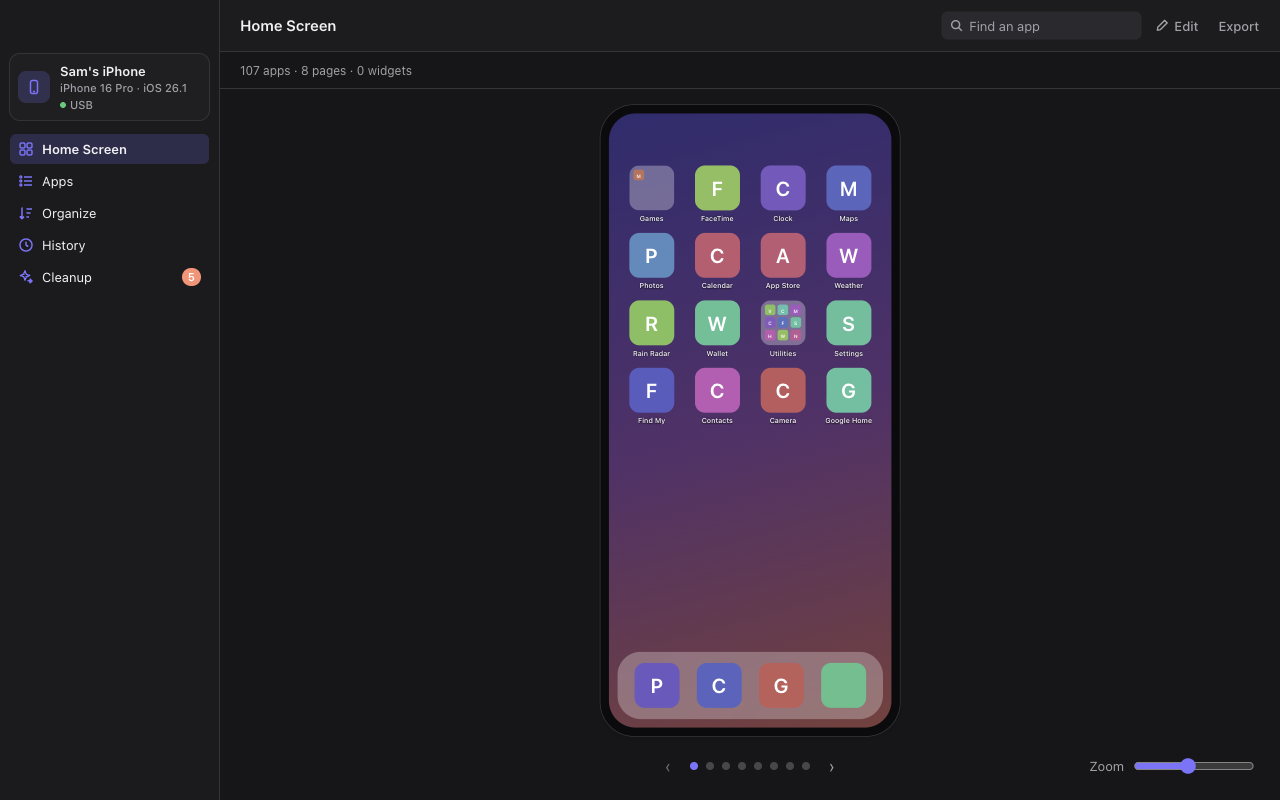 Home Screen
Find an app
Edit
Export
Sam's iPhone
iPhone 16 Pro · iOS 26.1
USB
107 apps · 8 pages · 0 widgets
Home Screen
Apps
Organize
History
Cleanup
5
M
F
C
M
Games
FaceTime
Clock
Maps
P
C
A
W
Photos
Calendar
App Store
Weather
R
W
S
Rain Radar
Wallet
Utilities
Settings
F
C
C
G
Find My
Contacts
Camera
Google Home
P
C
G
Zoom